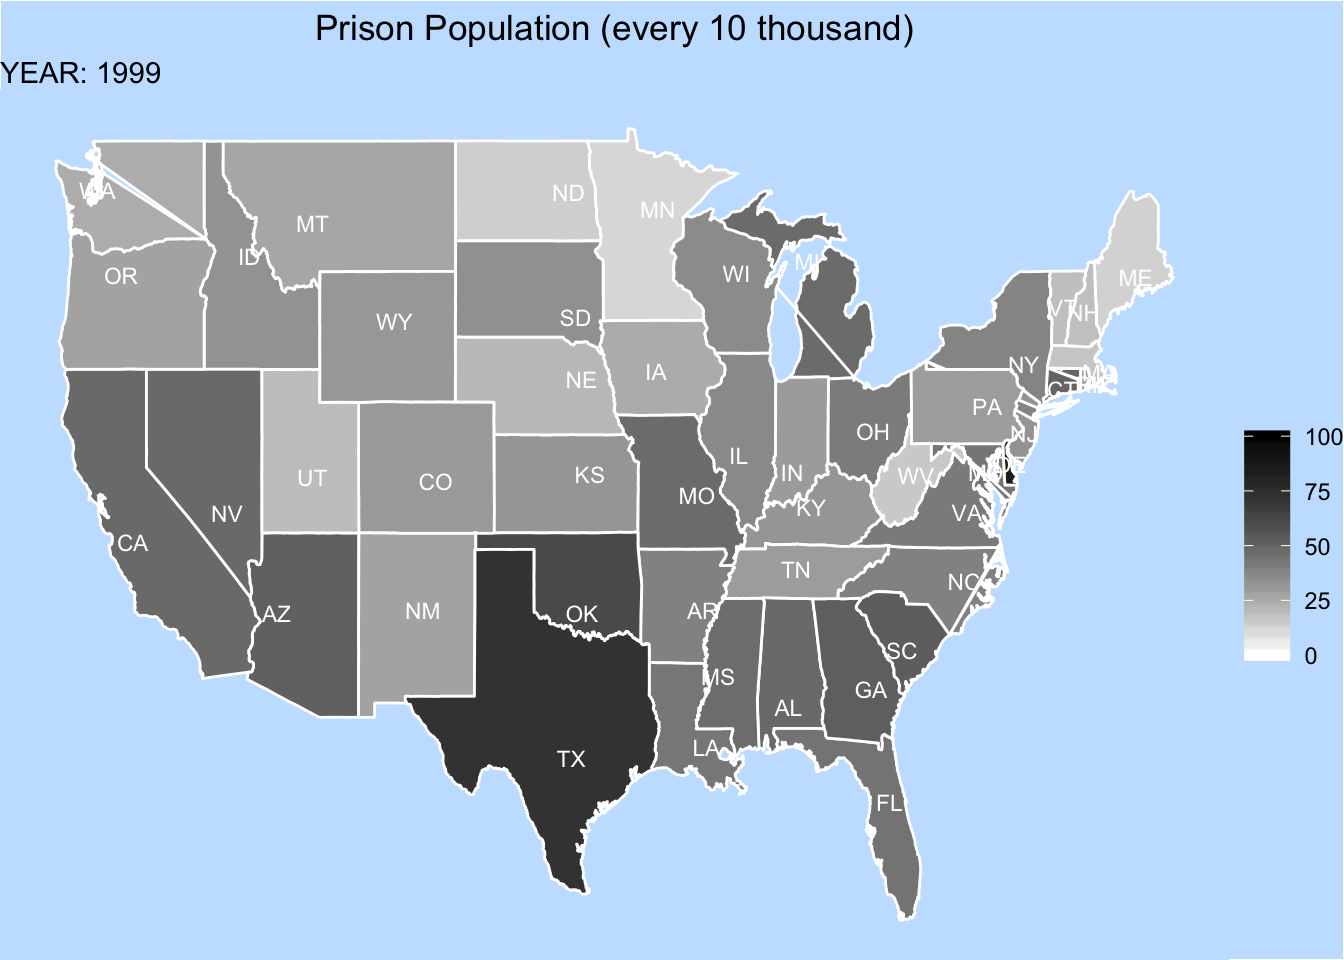 Prison Population (every 10 thousand)
YEAR: 1999
WA
MT
ND
MN
OR
ID
WY
SD
WI
MI
ME
VT
NH
NE
IA
NY
MA
CT
PA
NV
UT
CO
KS
MO
IL
IN
OH
NJ
WV
KY
VA
CA
AZ
NM
OK
AR
TN
NC
SC
MS
AL
GA
TX
LA
FL
100
75
50
25
0